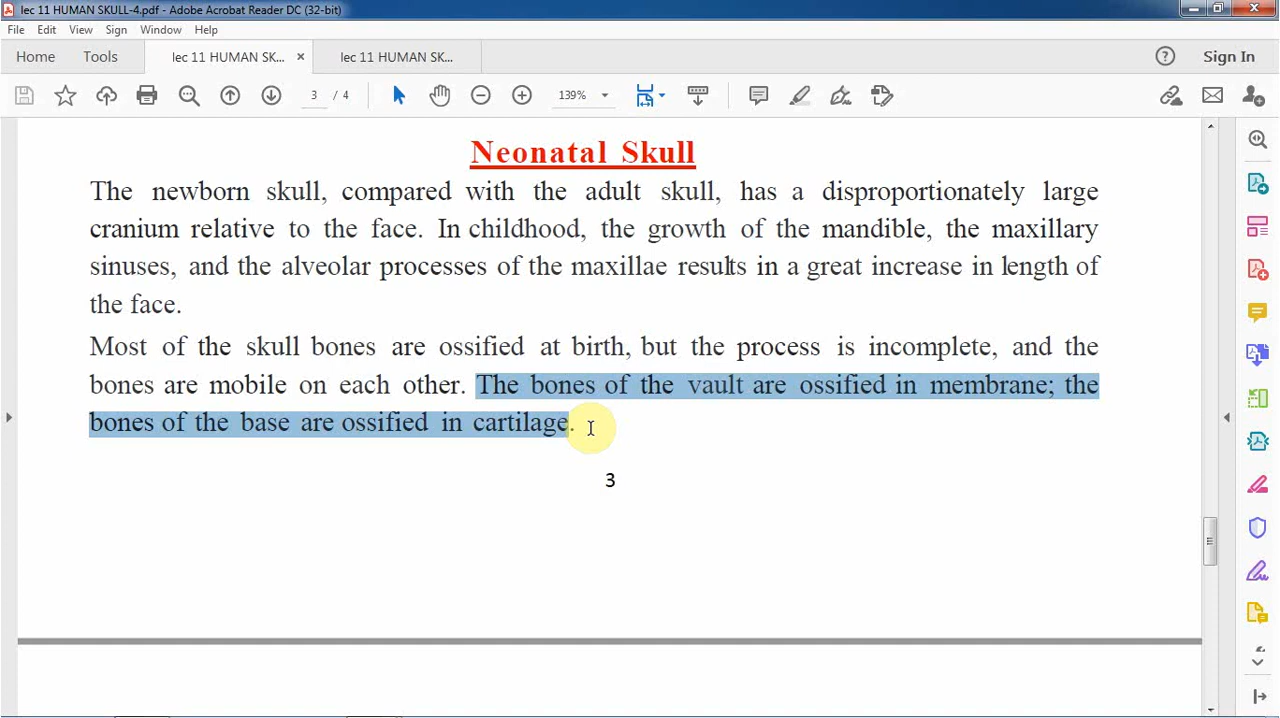 lec 11 HUMAN SKULL-4.pdf - Adobe Acrobat Reader DC (32-bit)
File Edit View Sign Window Help
Home Tools lec 11 HUMAN SK... × lec 11 HUMAN SK... Sign In
3 / 4 139%
Neonatal Skull
The newborn skull, compared with the adult skull, has a disproportionately large
cranium relative to the face. In childhood, the growth of the mandible, the maxillary
sinuses, and the alveolar processes of the maxillae results in a great increase in length of
the face.
Most of the skull bones are ossified at birth, but the process is incomplete, and the
bones are mobile on each other. The bones of the vault are ossified in membrane; the
bones of the base are ossified in cartilage.
3